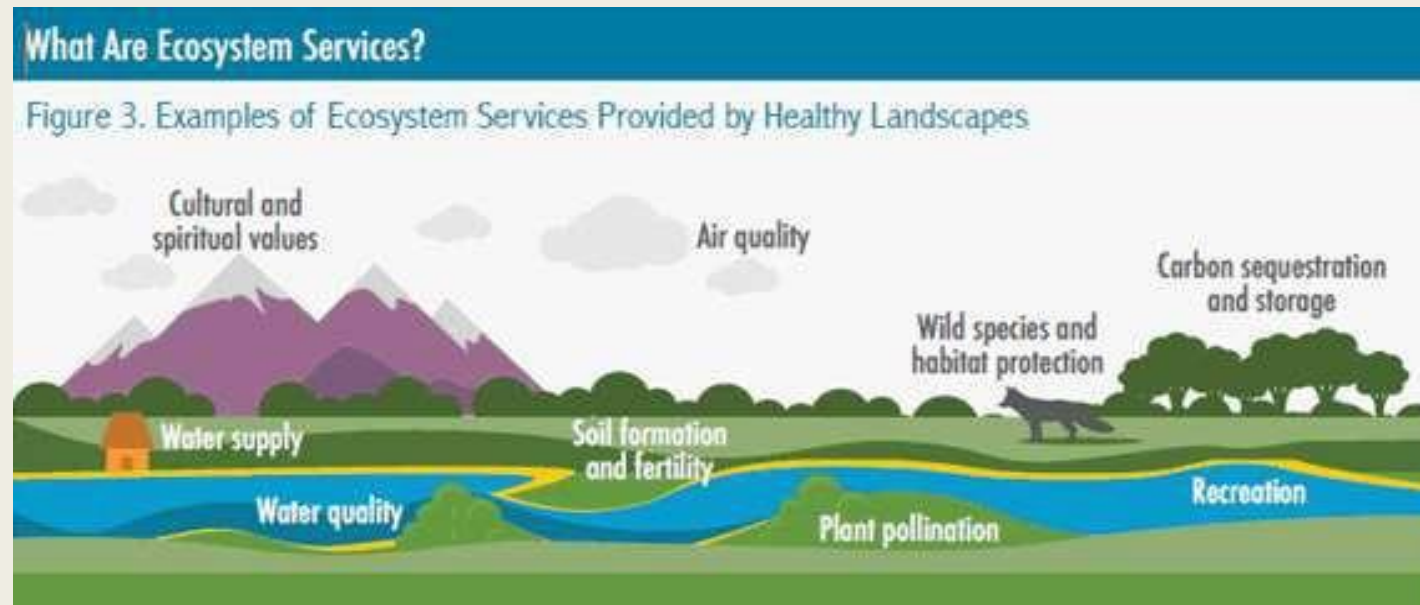 What Are Ecosystem Services?
Figure 3. Examples of Ecosystem Services Provided by Healthy Landscapes
Cultural and
spiritual values
Air quality
Carbon sequestration
and storage
Wild species and
habitat protection
Water supply
Soil formation
and fertility
Water quality
Plant pollination
Recreation